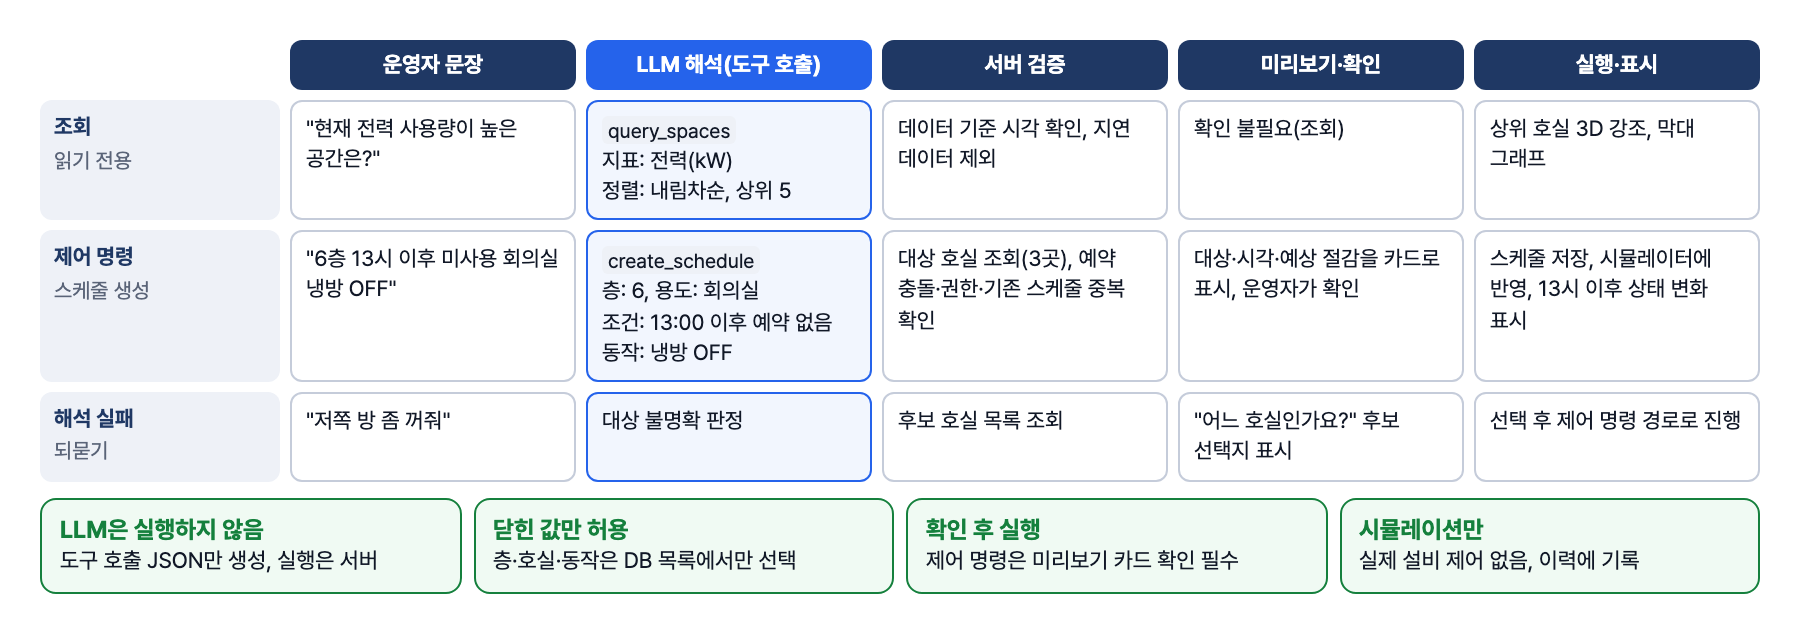 운영자 문장
LLM 해석(도구 호출)
서버 검증
미리보기·확인
실행·표시
조회
읽기 전용
"현재 전력 사용량이 높은
공간은?"
query_spaces
지표: 전력(kW)
정렬: 내림차순, 상위 5
데이터 기준 시각 확인, 지연
데이터 제외
확인 불필요(조회)
상위 호실 3D 강조, 막대
그래프
제어 명령
스케줄 생성
"6층 13시 이후 미사용 회의실
냉방 OFF"
create_schedule
층: 6, 용도: 회의실
조건: 13:00 이후 예약 없음
동작: 냉방 OFF
대상 호실 조회(3곳), 예약
충돌·권한·기존 스케줄 중복
확인
대상·시각·예상 절감을 카드로
표시, 운영자가 확인
스케줄 저장, 시뮬레이터에
반영, 13시 이후 상태 변화
표시
해석 실패
되묻기
"저쪽 방 좀 꺼줘"
대상 불명확 판정
후보 호실 목록 조회
"어느 호실인가요?" 후보
선택지 표시
선택 후 제어 명령 경로로 진행
LLM은 실행하지 않음
도구 호출 JSON만 생성, 실행은 서버
닫힌 값만 허용
층·호실·동작은 DB 목록에서만 선택
확인 후 실행
제어 명령은 미리보기 카드 확인 필수
시뮬레이션만
실제 설비 제어 없음, 이력에 기록